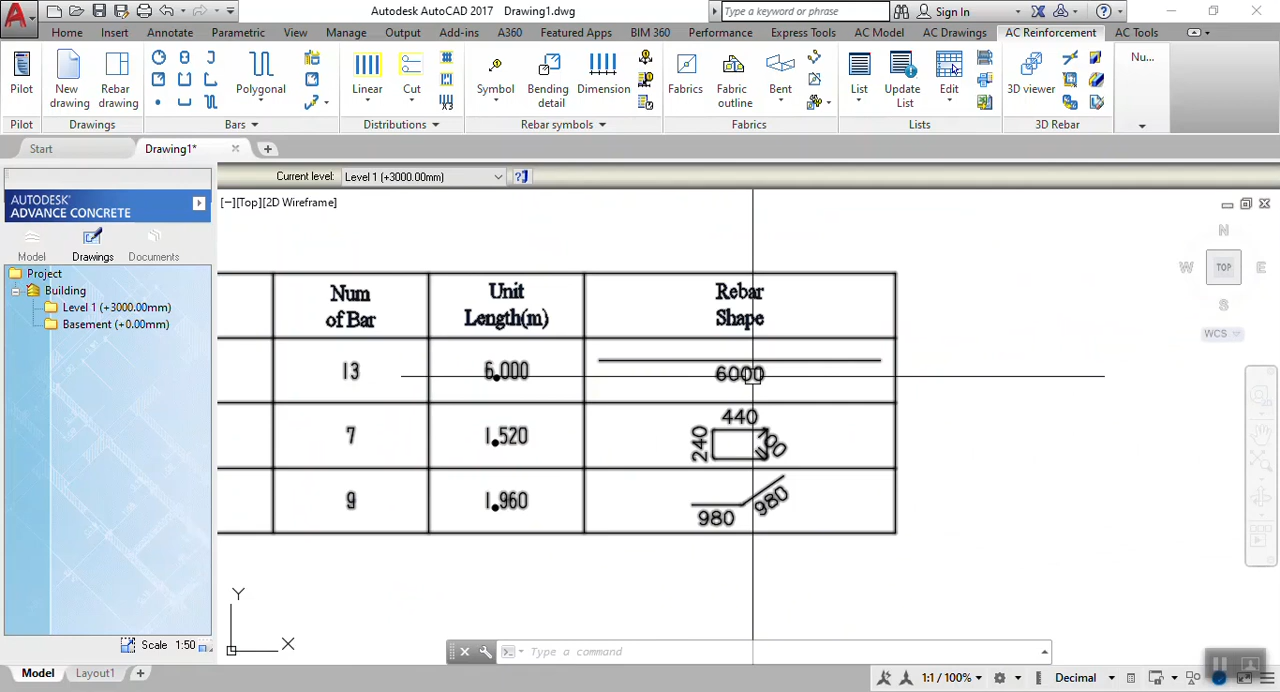 Autodesk AutoCAD 2017 Drawing1.dwg
Type a keyword or phrase
Sign In
Home Insert Annotate Parametric View Manage Output Add-ins A360 Featured Apps BIM 360 Performance Express Tools AC Model AC Drawings AC Reinforcement AC Tools
Pilot
New drawing
Rebar drawing
Polygonal
Linear
Cut
Symbol
Bending detail
Dimension
Fabrics
Fabric outline
Bent
List
Update List
Edit
3D viewer
Nu...
Pilot Drawings Bars Distributions Rebar symbols Fabrics Lists 3D Rebar
Start Drawing1*
Current level: Level 1 (+3000.00mm)
AUTODESK
ADVANCE CONCRETE
Model Drawings Documents
Project
Building
Level 1 (+3000.00mm)
Basement (+0.00mm)
Scale 1:50
[−][Top][2D Wireframe]
N
W TOP E
S
WCS
Num of Bar
Unit Length(m)
Rebar Shape
13 6.000 6000
7 1.520 440 240 100
9 1.960 980 980
Y
X
Type a command
Model Layout1
1:1 / 100% Decimal